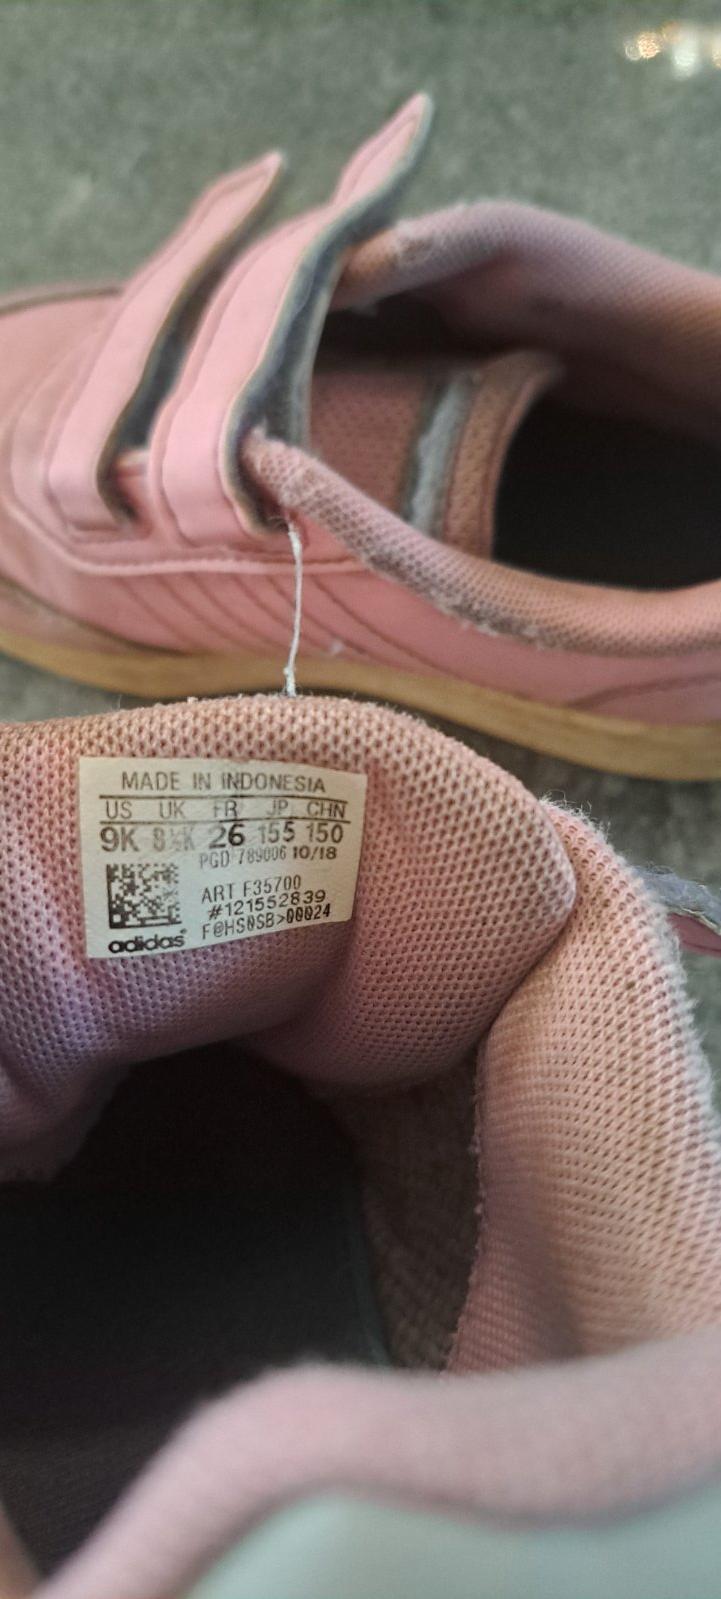 MADE IN INDONESIA
US UK FR JP CHN
9K 8½K 26 155 150
PGD 789006 10/18
ART F35700
#121552839
F@HS0SB>00024
adidas